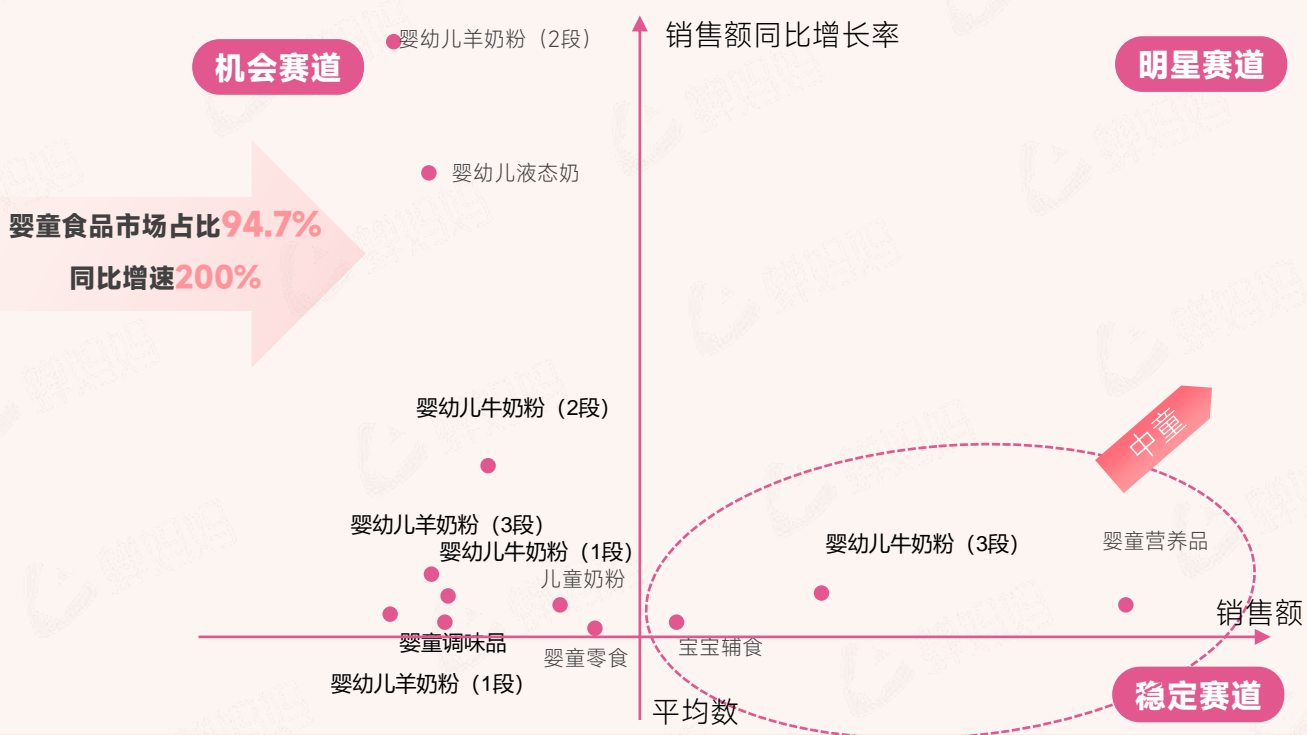 婴幼儿羊奶粉（2段）
销售额同比增长率
机会赛道
明星赛道
婴幼儿液态奶
婴童食品市场占比94.7%
同比增速200%
婴幼儿牛奶粉（2段）
中童
婴幼儿羊奶粉（3段）
婴幼儿牛奶粉（1段）
儿童奶粉
婴幼儿牛奶粉（3段）
婴童营养品
销售额
婴童调味品
婴童零食
宝宝辅食
婴幼儿羊奶粉（1段）
平均数
稳定赛道
蝉妈妈